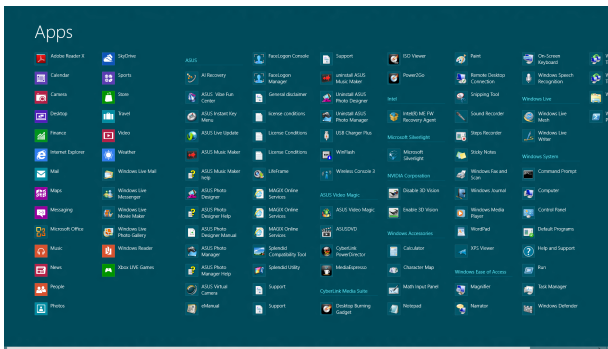 Apps
Adobe Reader X
Calendar
Camera
Desktop
Finance
Internet Explorer
Mail
Maps
Messaging
Microsoft Office
Music
News
People
Photos
SkyDrive
Sports
Store
Travel
Video
Weather
Windows Live Mail
Windows Live
Messenger
Windows Live
Movie Maker
Windows Live
Photo Gallery
Windows Reader
Xbox LIVE Games
ASUS
AI Recovery
ASUS Vibe Fun
Center
ASUS Instant Key
Menu
ASUS Live Update
ASUS Music Maker
ASUS Music Maker
help
ASUS Photo
Designer
ASUS Photo
Designer Help
ASUS Photo
Designer Manual
ASUS Photo
Manager
ASUS Photo
Manager Help
ASUS Virtual
Camera
eManual
FaceLogon Console
FaceLogon
Manager
General disclaimer
license conditions
License Conditions
License Conditions
LifeFrame
MAGIX Online
Services
MAGIX Online
Services
MAGIX Online
Services
Splendid
Compatibility Tool
Splendid Utility
Support
Support
Support
uninstall ASUS
Music Maker
Uninstall ASUS
Photo Designer
Uninstall ASUS
Photo Manager
USB Charger Plus
WinFlash
Wireless Console 3
ASUS Video Magic
ASUS Video Magic
ASUSDVD
CyberLink
PowerDirector
MediaEspresso
CyberLink Media Suite
Desktop Burning
Gadget
ISO Viewer
Power2Go
Intel
Intel(R) ME FW
Recovery Agent
Microsoft Silverlight
Microsoft
Silverlight
NVIDIA Corporation
Disable 3D Vision
Enable 3D Vision
Windows Accessories
Calculator
Character Map
Math Input Panel
Notepad
Paint
Remote Desktop
Connection
Snipping Tool
Sound Recorder
Steps Recorder
Sticky Notes
Windows Fax and
Scan
Windows Journal
Windows Media
Player
WordPad
XPS Viewer
Windows Ease of Access
Magnifier
Narrator
On-Screen
Keyboard
Windows Speech
Recognition
Windows Live
Windows Live
Mesh
Windows Live
Writer
Windows System
Command Prompt
Computer
Control Panel
Default Programs
Help and Support
Run
Task Manager
Windows Defender